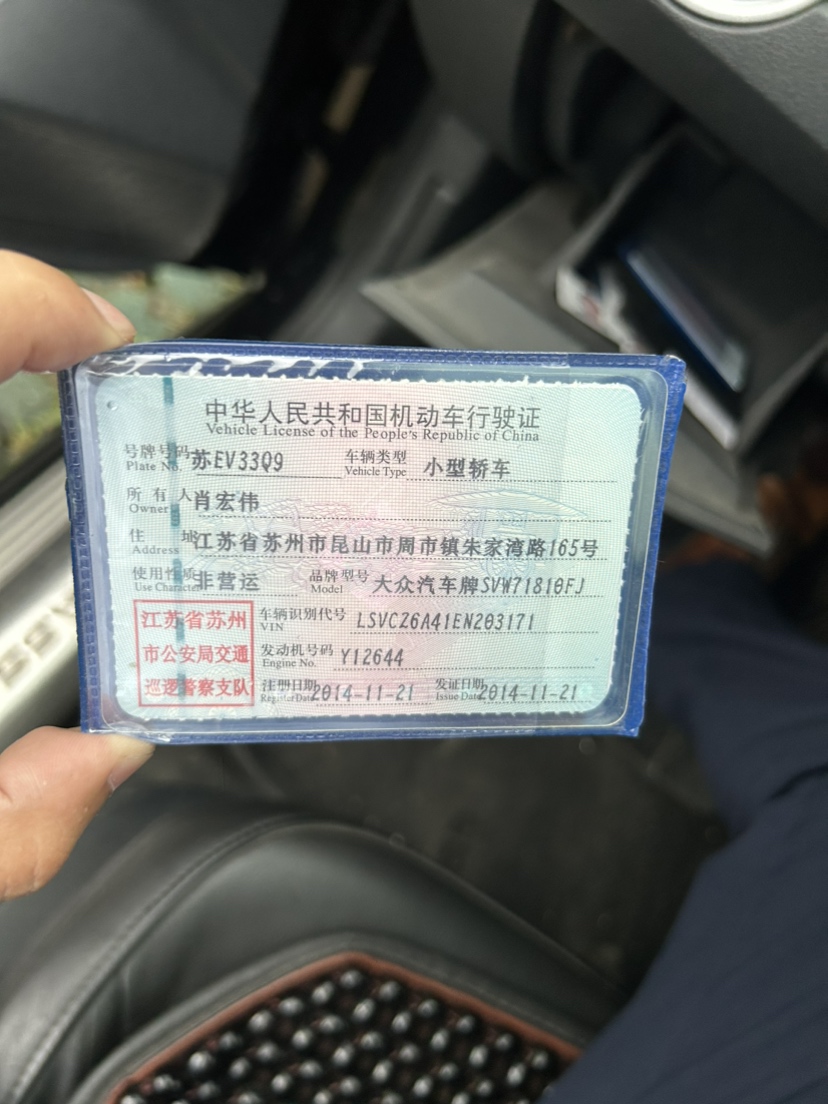 中华人民共和国机动车行驶证
Vehicle License of the People's Republic of China
号牌号码 苏EV33Q9 车辆类型 小型轿车
Plate No. Vehicle Type
所有人 肖宏伟
Owner
住址 江苏省苏州市昆山市周市镇朱家湾路165号
Address
使用性质 非营运 品牌型号 大众汽车牌SVW71810FJ
Use Character Model
江苏省苏州 车辆识别代号 LSVCZ6A41EN203171
VIN
市公安局交通 发动机号码 Y12644
Engine No.
巡逻警察支队 注册日期 2014-11-21 发证日期 2014-11-21
Register Date Issue Date